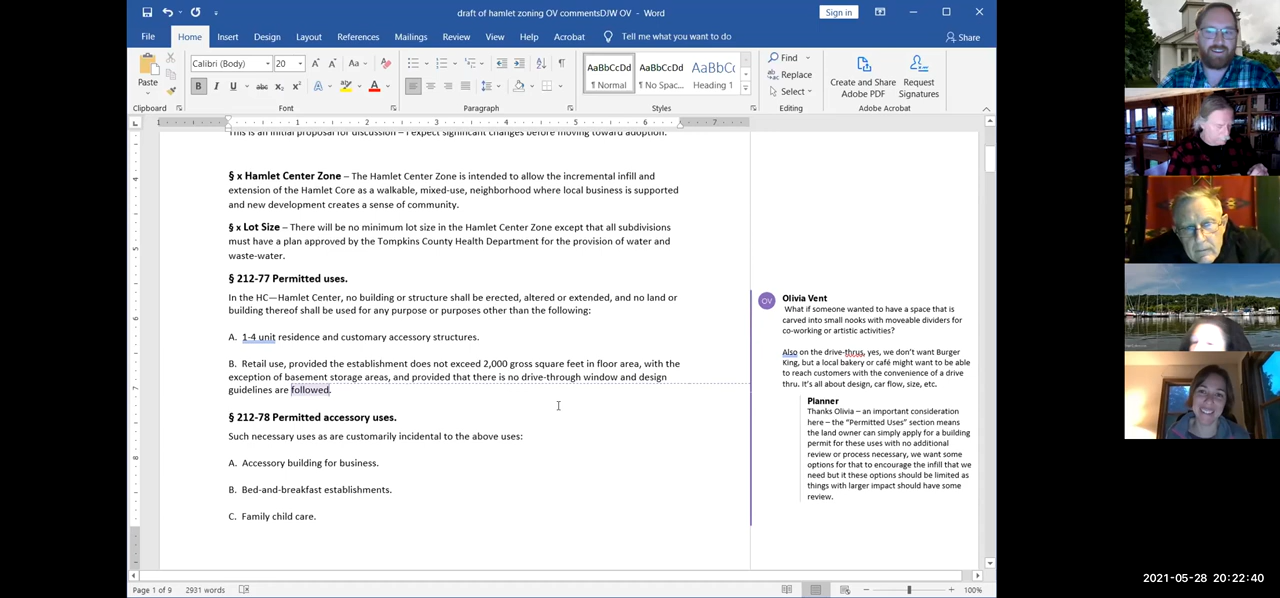 draft of hamlet zoning OV commentsDJW OV - Word
Sign in
File Home Insert Design Layout References Mailings Review View Help Acrobat Tell me what you want to do Share
Paste
Calibri (Body) 20
Find
Replace
Select
AaBbCcDd AaBbCcDd AaBbCc
¶ Normal ¶ No Spac... Heading 1
Create and Share Adobe PDF
Request Signatures
Clipboard Font Paragraph Styles Editing Adobe Acrobat
This is an initial proposal for discussion – I expect significant changes before moving toward adoption.
§ x Hamlet Center Zone – The Hamlet Center Zone is intended to allow the incremental infill and
extension of the Hamlet Core as a walkable, mixed-use, neighborhood where local business is supported
and new development creates a sense of community.
§ x Lot Size – There will be no minimum lot size in the Hamlet Center Zone except that all subdivisions
must have a plan approved by the Tompkins County Health Department for the provision of water and
waste-water.
§ 212-77 Permitted uses.
In the HC—Hamlet Center, no building or structure shall be erected, altered or extended, and no land or
building thereof shall be used for any purpose or purposes other than the following:
A. 1-4 unit residence and customary accessory structures.
B. Retail use, provided the establishment does not exceed 2,000 gross square feet in floor area, with the
exception of basement storage areas, and provided that there is no drive-through window and design
guidelines are followed.
§ 212-78 Permitted accessory uses.
Such necessary uses as are customarily incidental to the above uses:
A. Accessory building for business.
B. Bed-and-breakfast establishments.
C. Family child care.
OV
Olivia Vent
What if someone wanted to have a space that is
carved into small nooks with moveable dividers for
co-working or artistic activities?
Also on the drive-thrus, yes, we don't want Burger
King, but a local bakery or café might want to be able
to reach customers with the convenience of a drive
thru. It's all about design, car flow, size, etc.
Planner
Thanks Olivia – an important consideration
here – the "Permitted Uses" section means
the land owner can simply apply for a building
permit for these uses with no additional
review or process necessary, we want some
options for that to encourage the infill that we
need but it these options should be limited as
things with larger impact should have some
review.
Page 1 of 9 2931 words
100%
2021-05-28 20:22:40